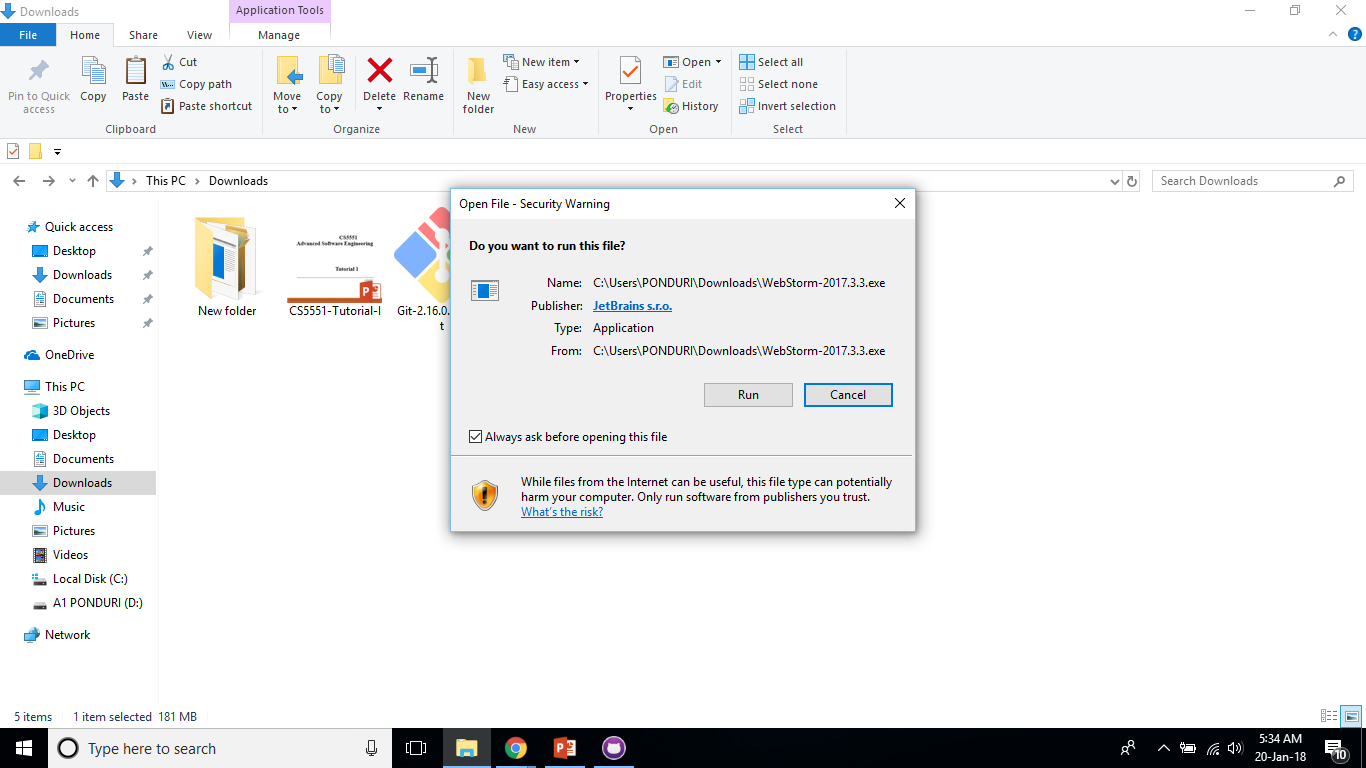 Downloads
Application Tools
File
Home
Share
View
Manage
Pin to Quick
access
Copy
Paste
Cut
Copy path
Paste shortcut
Clipboard
Move
to
Copy
to
Delete
Rename
Organize
New
folder
New item
Easy access
New
Properties
Open
Edit
History
Open
Select all
Select none
Invert selection
Select
This PC
Downloads
Search Downloads
Quick access
Desktop
Downloads
Documents
Pictures
OneDrive
This PC
3D Objects
Desktop
Documents
Downloads
Music
Pictures
Videos
Local Disk (C:)
A1 PONDURI (D:)
Network
New folder
CS5551
Advanced Software Engineering
Tutorial 1
CS5551-Tutorial-I
Git-2.16.0.
t
Open File - Security Warning
Do you want to run this file?
Name: C:\Users\PONDURI\Downloads\WebStorm-2017.3.3.exe
Publisher: JetBrains s.r.o.
Type: Application
From: C:\Users\PONDURI\Downloads\WebStorm-2017.3.3.exe
Run
Cancel
Always ask before opening this file
While files from the Internet can be useful, this file type can potentially
harm your computer. Only run software from publishers you trust.
What's the risk?
5 items 1 item selected 181 MB
Type here to search
5:34 AM
20-Jan-18
10